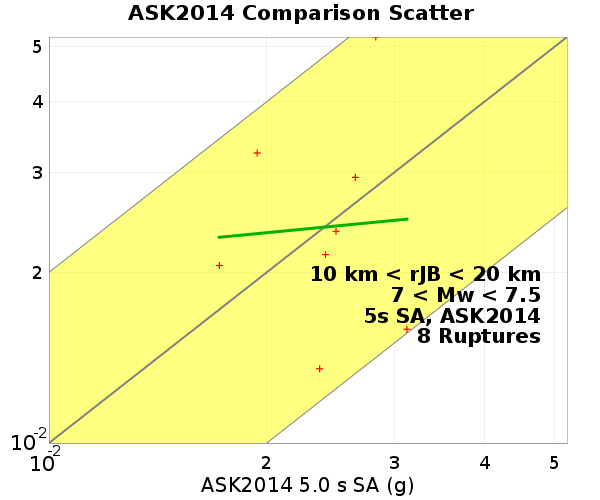 ASK2014 Comparison Scatter
5
4
3
2
10 km < rJB < 20 km
7 < Mw < 7.5
5s SA, ASK2014
8 Ruptures
10-2
10-2
2
3
4
5
ASK2014 5.0 s SA (g)